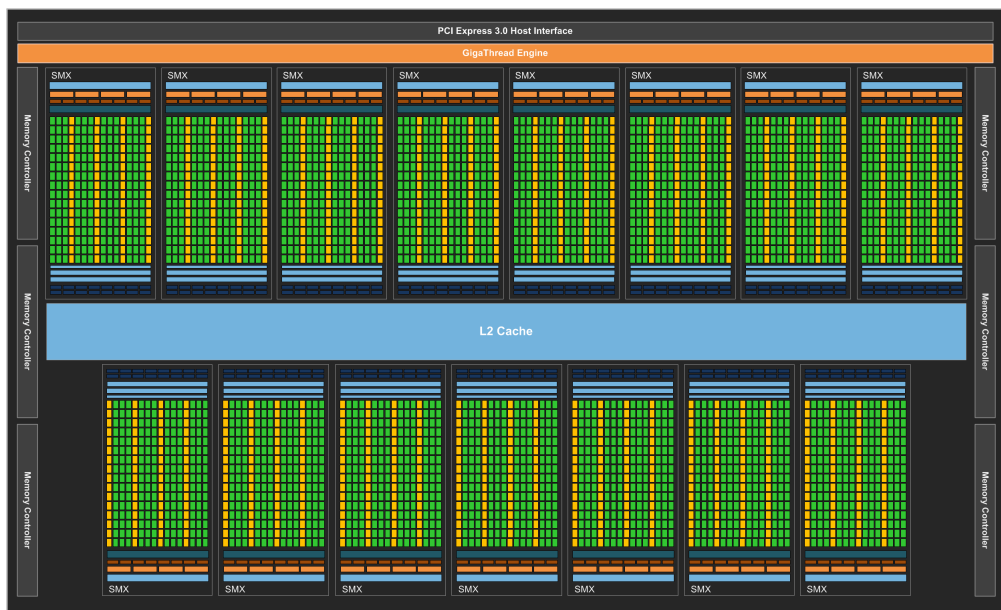 PCI Express 3.0 Host Interface
GigaThread Engine
SMX SMX SMX SMX SMX SMX SMX SMX
Memory Controller
Memory Controller
Memory Controller
Memory Controller
L2 Cache
Memory Controller
Memory Controller
SMX SMX SMX SMX SMX SMX SMX